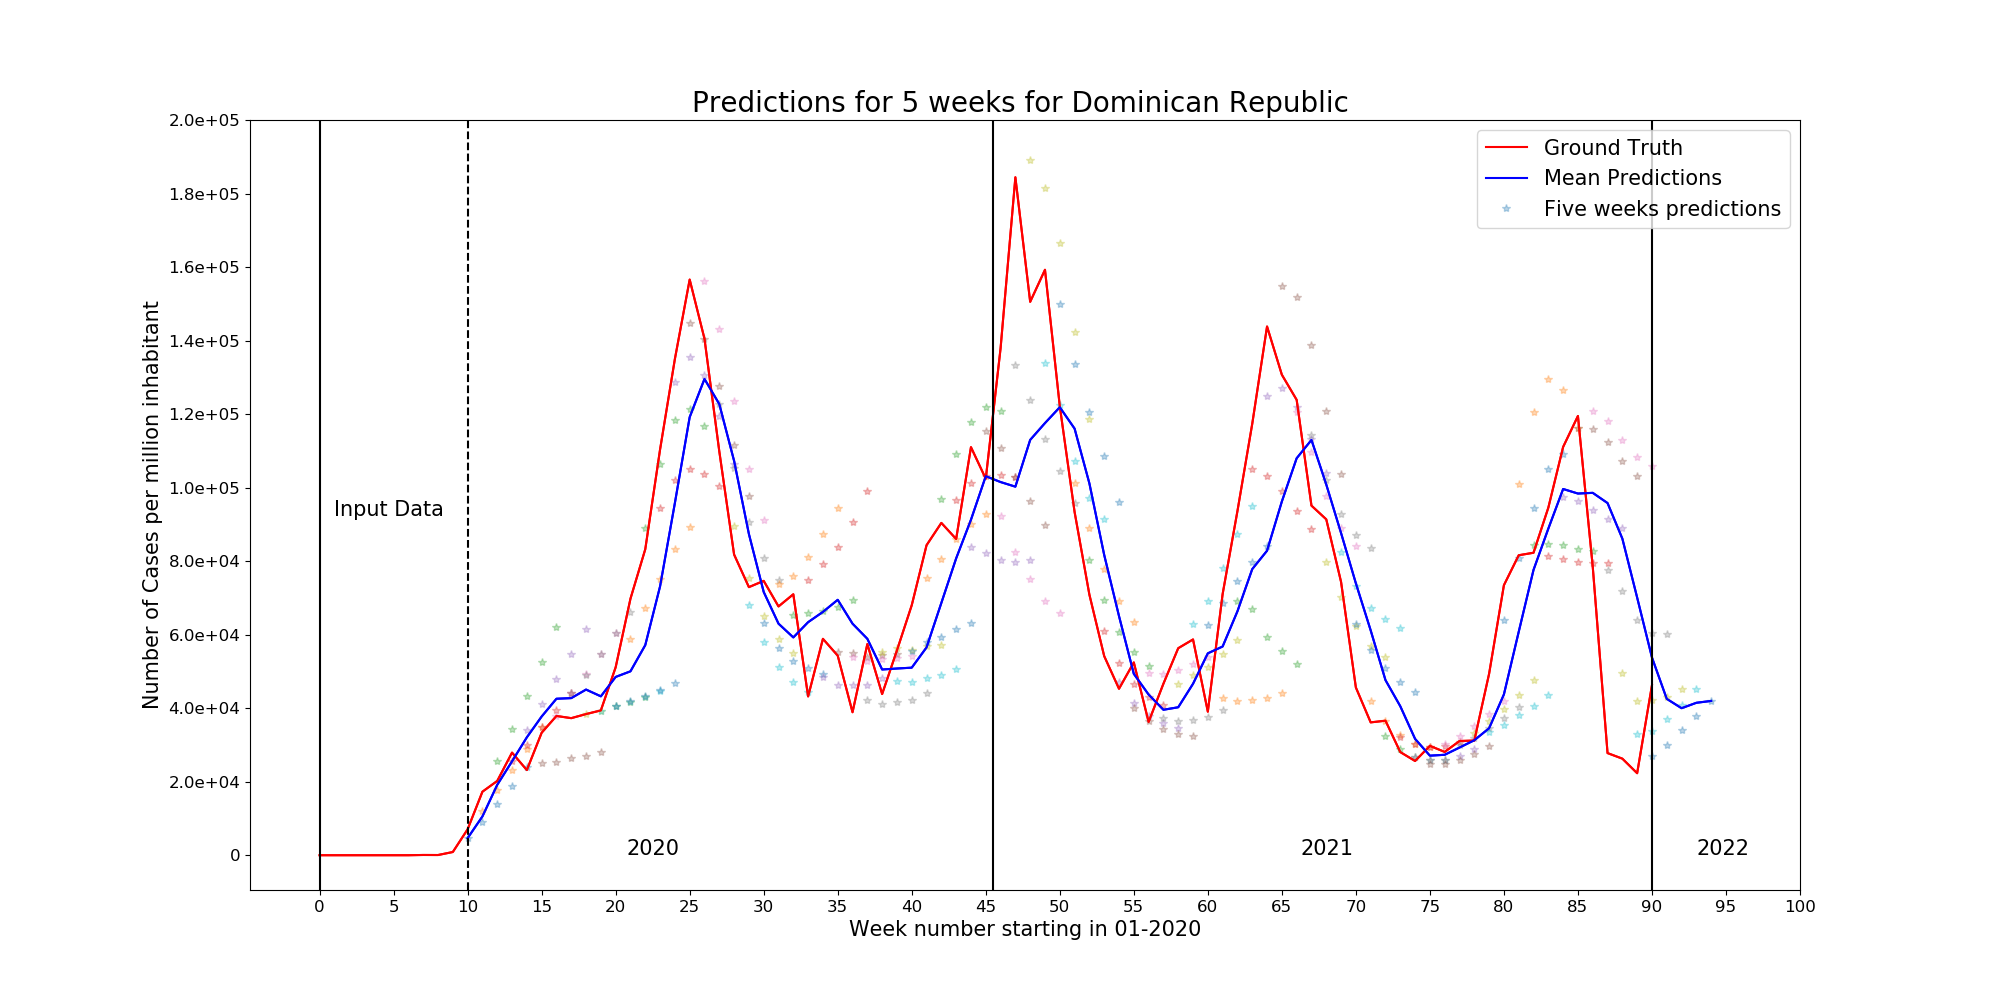 Predictions for 5 weeks for Dominican Republic
Number of Cases per million inhabitant
2.0e+05
1.8e+05
1.6e+05
1.4e+05
1.2e+05
1.0e+05
8.0e+04
6.0e+04
4.0e+04
2.0e+04
0
Ground Truth
Mean Predictions
Five weeks predictions
Input Data
2020
2021
2022
0 5 10 15 20 25 30 35 40 45 50 55 60 65 70 75 80 85 90 95 100
Week number starting in 01-2020